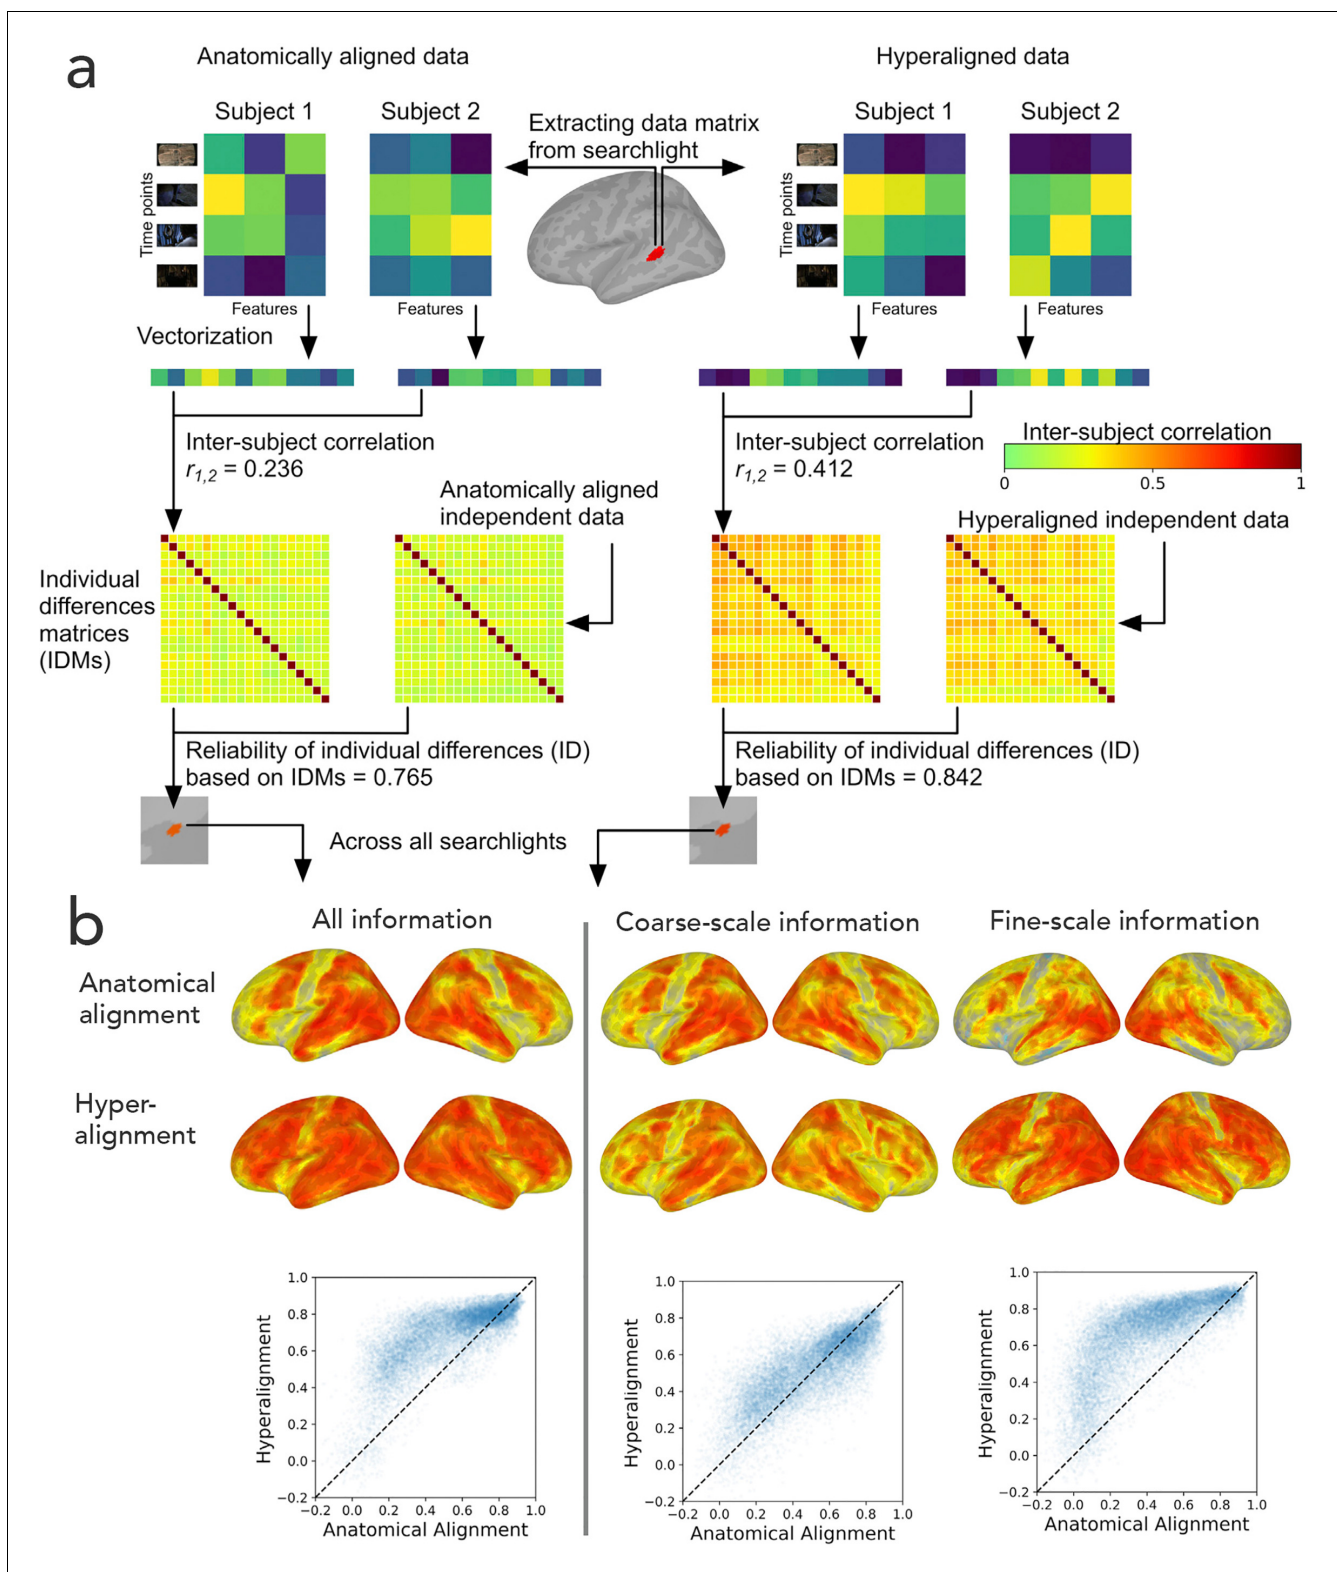 a
Anatomically aligned data
Hyperaligned data
Subject 1
Subject 2
Extracting data matrix
from searchlight
Subject 1
Subject 2
Time points
Time points
Features
Features
Features
Features
Vectorization
Inter-subject correlation
r1,2 = 0.236
Inter-subject correlation
r1,2 = 0.412
Inter-subject correlation
0
0.5
1
Anatomically aligned
independent data
Hyperaligned independent data
Individual
differences
matrices
(IDMs)
Reliability of individual differences (ID)
based on IDMs = 0.765
Reliability of individual differences (ID)
based on IDMs = 0.842
Across all searchlights
b
All information
Coarse-scale information
Fine-scale information
Anatomical
alignment
Hyper-
alignment
Hyperalignment
1.0
0.8
0.6
0.4
0.2
0.0
−0.2
−0.2 0.0 0.2 0.4 0.6 0.8 1.0
Anatomical Alignment
Hyperalignment
1.0
0.8
0.6
0.4
0.2
0.0
−0.2
−0.2 0.0 0.2 0.4 0.6 0.8 1.0
Anatomical Alignment
Hyperalignment
1.0
0.8
0.6
0.4
0.2
0.0
−0.2
−0.2 0.0 0.2 0.4 0.6 0.8 1.0
Anatomical Alignment